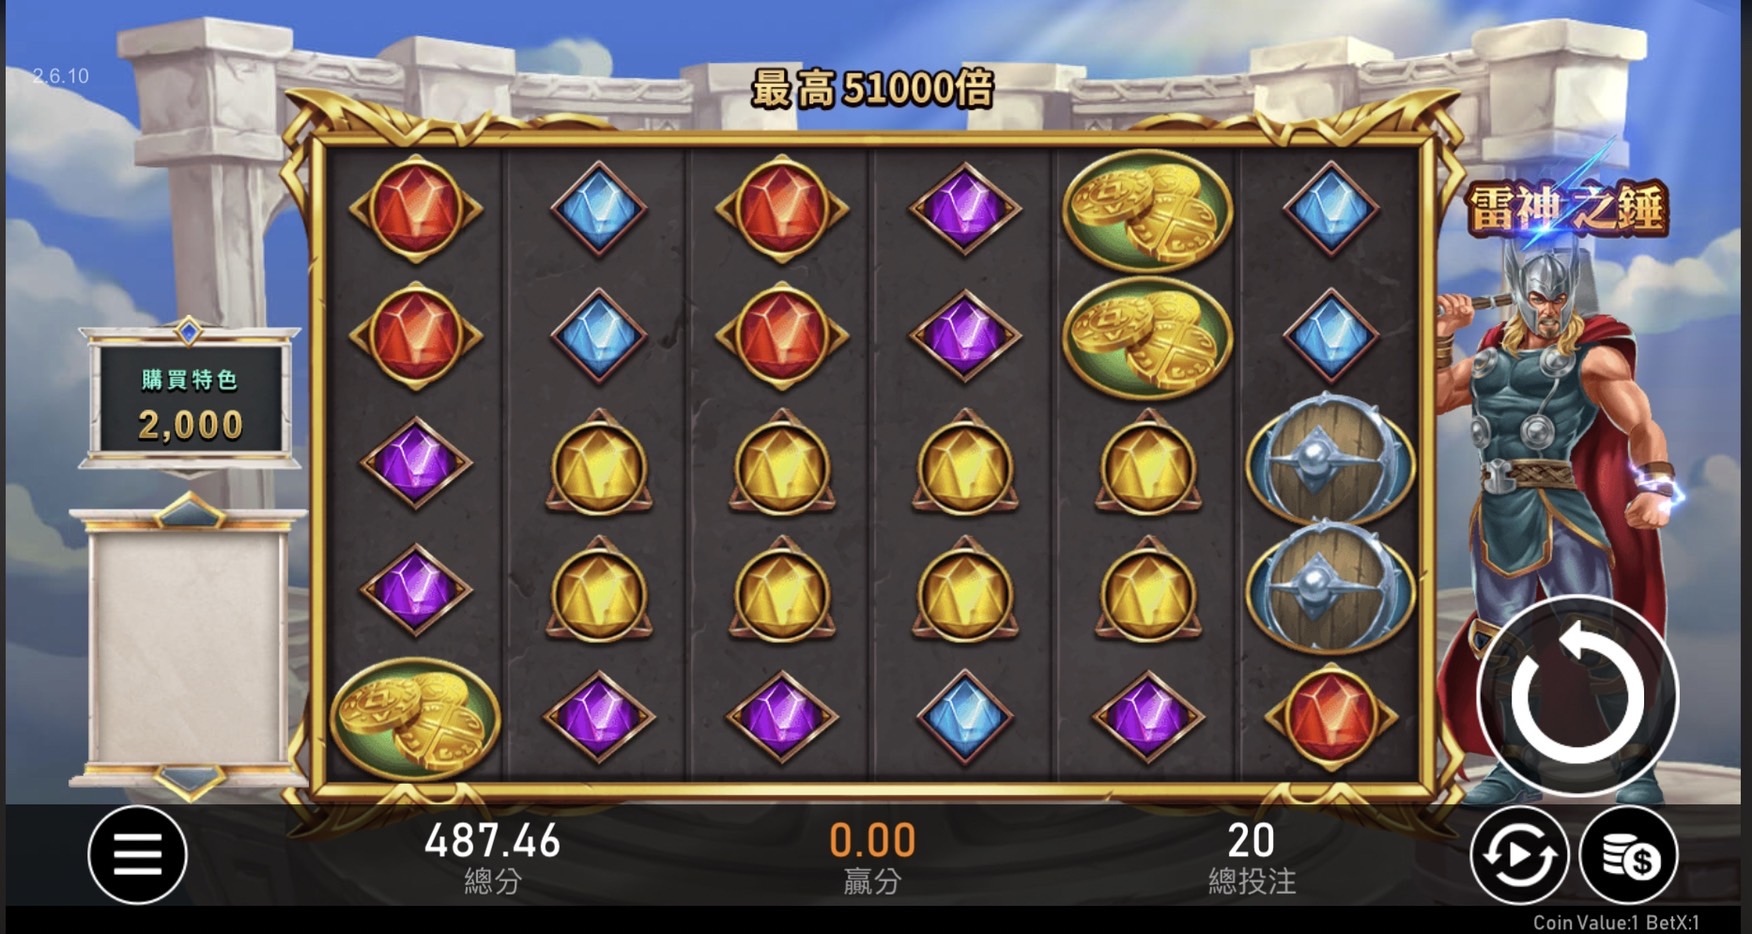 2.6.10
最高51000倍
雷神之錘
購買特色
2,000
487.46
總分
0.00
贏分
20
總投注
Coin Value:1 BetX:1